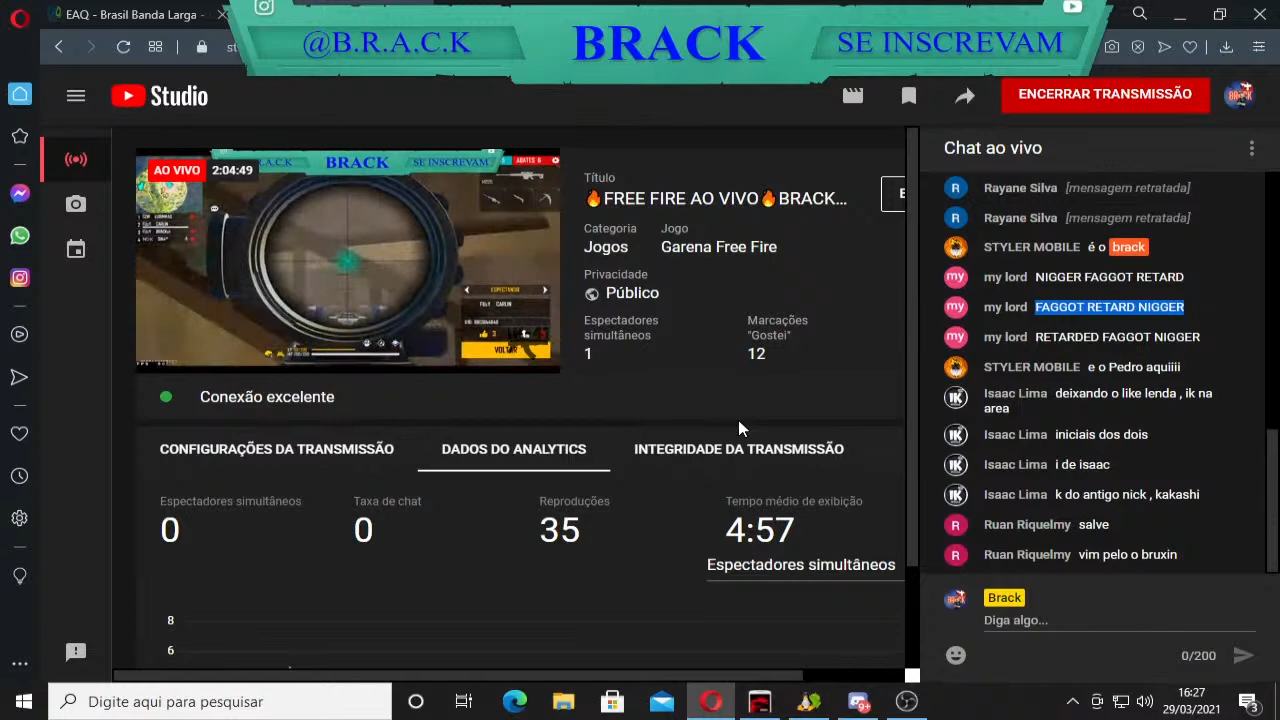 EAQ - Brasil Banda Larga -
@B.R.A.C.K
BRACK
SE INSCREVAM
Studio
ENCERRAR TRANSMISSÃO
AO VIVO
2:04:49
BRACK
SE INSCREVAM
VOLTAR
Título
🔥FREE FIRE AO VIVO🔥BRACK...
Categoria
Jogo
Jogos
Garena Free Fire
Privacidade
Público
Espectadores
simultâneos
Marcações
"Gostei"
1
12
Conexão excelente
CONFIGURAÇÕES DA TRANSMISSÃO
DADOS DO ANALYTICS
INTEGRIDADE DA TRANSMISSÃO
Espectadores simultâneos
Taxa de chat
Reproduções
Tempo médio de exibição
0
0
35
4:57
Espectadores simultâneos
8
6
Chat ao vivo
Rayane Silva [mensagem retratada]
Rayane Silva [mensagem retratada]
STYLER MOBILE é o brack
my lord NIGGER FAGGOT RETARD
my lord FAGGOT RETARD NIGGER
my lord RETARDED FAGGOT NIGGER
STYLER MOBILE e o Pedro aquiiii
Isaac Lima deixando o like lenda , ik na
area
Isaac Lima iniciais dos dois
Isaac Lima i de isaac
Isaac Lima k do antigo nick , kakashi
Ruan Riquelmy salve
Ruan Riquelmy vim pelo o bruxin
Brack
Diga algo...
0/200
Digite aqui para pesquisar
16:27
29/03/2021